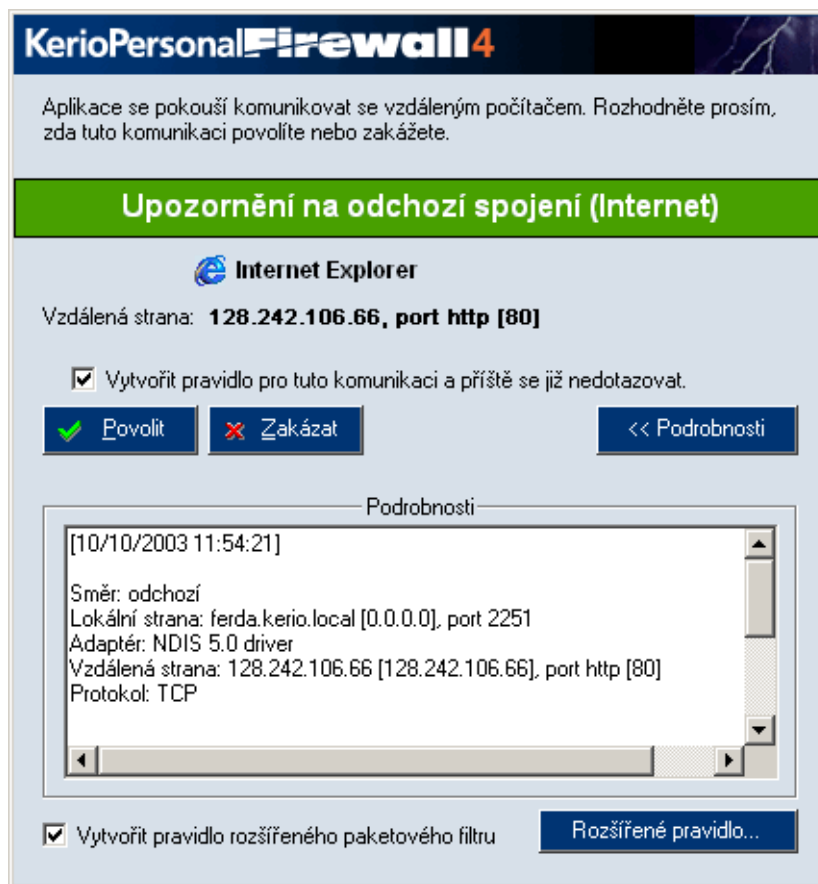 KerioPersonalFirewall4
Aplikace se pokouší komunikovat se vzdáleným počítačem. Rozhodněte prosím,
zda tuto komunikaci povolíte nebo zakážete.
Upozornění na odchozí spojení (Internet)
Internet Explorer
Vzdálená strana: 128.242.106.66, port http [80]
Vytvořit pravidlo pro tuto komunikaci a příště se již nedotazovat.
Povolit Zakázat << Podrobnosti
Podrobnosti
[10/10/2003 11:54:21]
Směr: odchozí
Lokální strana: ferda.kerio.local [0.0.0.0], port 2251
Adaptér: NDIS 5.0 driver
Vzdálená strana: 128.242.106.66 [128.242.106.66], port http [80]
Protokol: TCP
Vytvořit pravidlo rozšířeného paketového filtru Rozšířené pravidlo...